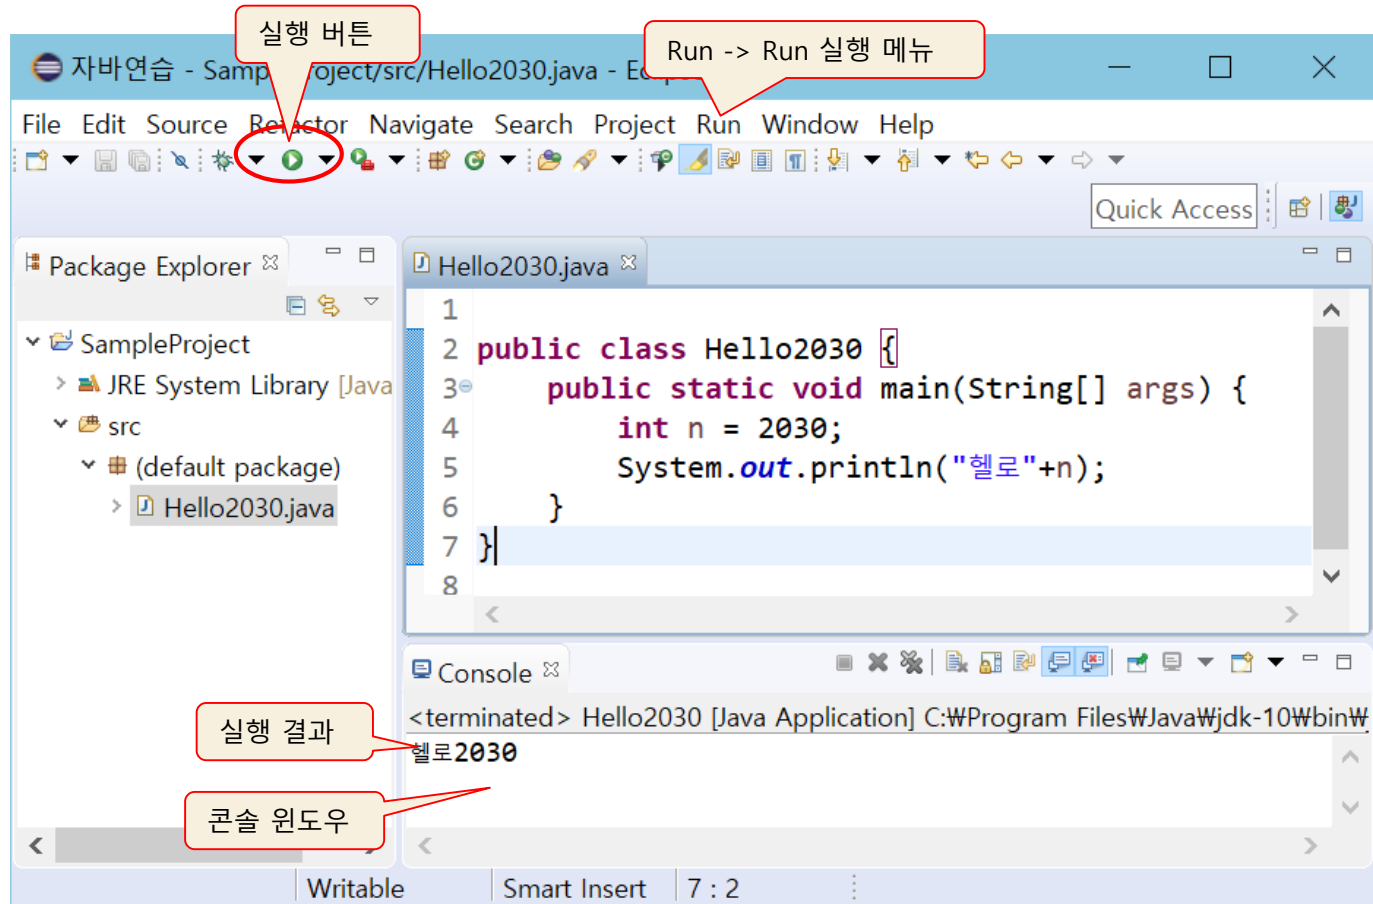 실행 버튼
Run -> Run 실행 메뉴
자바연습 - Samp roject/src/Hello2030.java -
File Edit Source Refactor Navigate Search Project Run Window Help
Quick Access
Package Explorer
Hello2030.java
SampleProject
JRE System Library [Java
src
(default package)
Hello2030.java
1
2 public class Hello2030 {
3 public static void main(String[] args) {
4 int n = 2030;
5 System.out.println("헬로"+n);
6 }
7 }
8
Console
<terminated> Hello2030 [Java Application] C:₩Program Files₩Java₩jdk-10₩bin₩
실행 결과
헬로2030
콘솔 윈도우
Writable Smart Insert 7 : 2